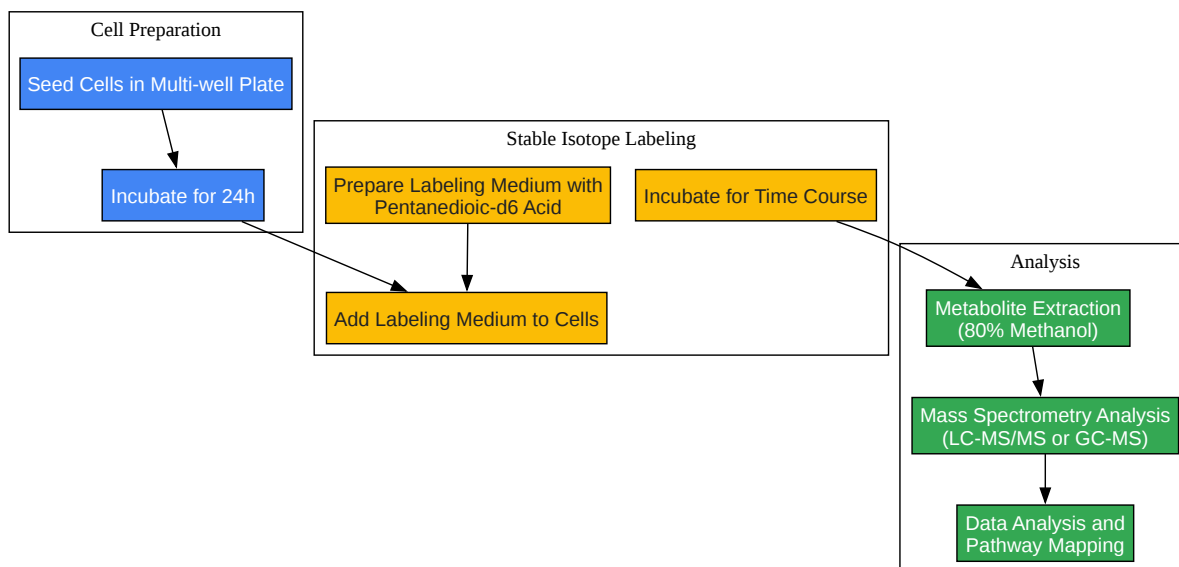 Cell Preparation
Seed Cells in Multi-well Plate
Incubate for 24h
Stable Isotope Labeling
Prepare Labeling Medium with
Pentanedioic-d6 Acid
Incubate for Time Course
Add Labeling Medium to Cells
Analysis
Metabolite Extraction
(80% Methanol)
Mass Spectrometry Analysis
(LC-MS/MS or GC-MS)
Data Analysis and
Pathway Mapping